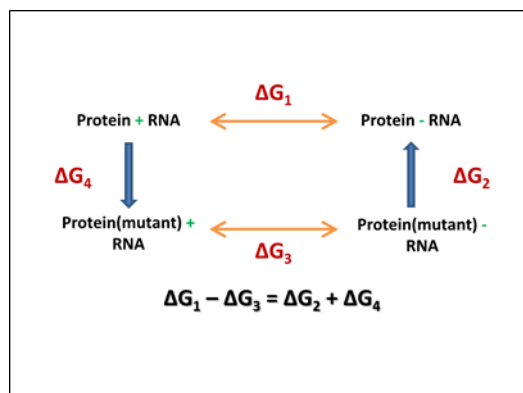 ΔG₁
Protein + RNA
Protein - RNA
ΔG₄
ΔG₂
Protein(mutant) +
RNA
Protein(mutant) -
RNA
ΔG₃
ΔG₁ – ΔG₃ = ΔG₂ + ΔG₄